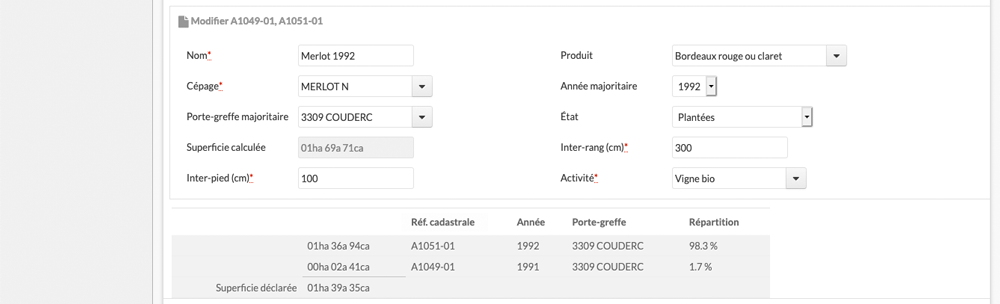 Modifier A1049-01, A1051-01
Nom* Merlot 1992 Produit Bordeaux rouge ou claret
Cépage* MERLOT N Année majoritaire 1992
Porte-greffe majoritaire 3309 COUDERC État Plantées
Superficie calculée 01ha 69a 71ca Inter-rang (cm)* 300
Inter-pied (cm)* 100 Activité* Vigne bio
Réf. cadastrale Année Porte-greffe Répartition
01ha 36a 94ca A1051-01 1992 3309 COUDERC 98.3 %
00ha 02a 41ca A1049-01 1991 3309 COUDERC 1.7 %
Superficie déclarée 01ha 39a 35ca